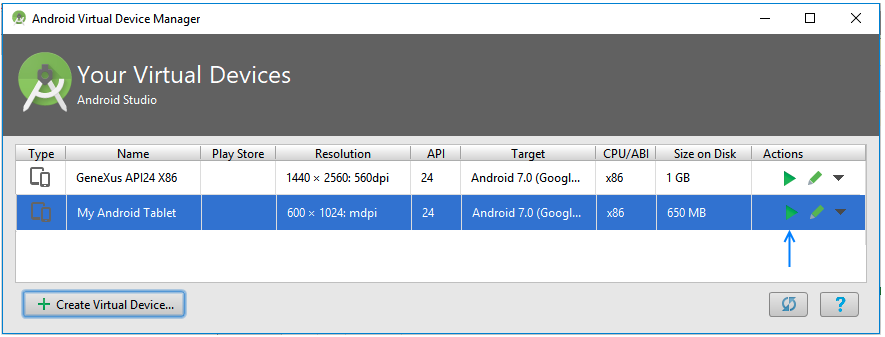 Android Virtual Device Manager
Your Virtual Devices
Android Studio
Type Name Play Store Resolution API Target CPU/ABI Size on Disk Actions
GeneXus API24 X86 1440 × 2560: 560dpi 24 Android 7.0 (Googl... x86 1 GB
My Android Tablet 600 × 1024: mdpi 24 Android 7.0 (Googl... x86 650 MB
+ Create Virtual Device... ?